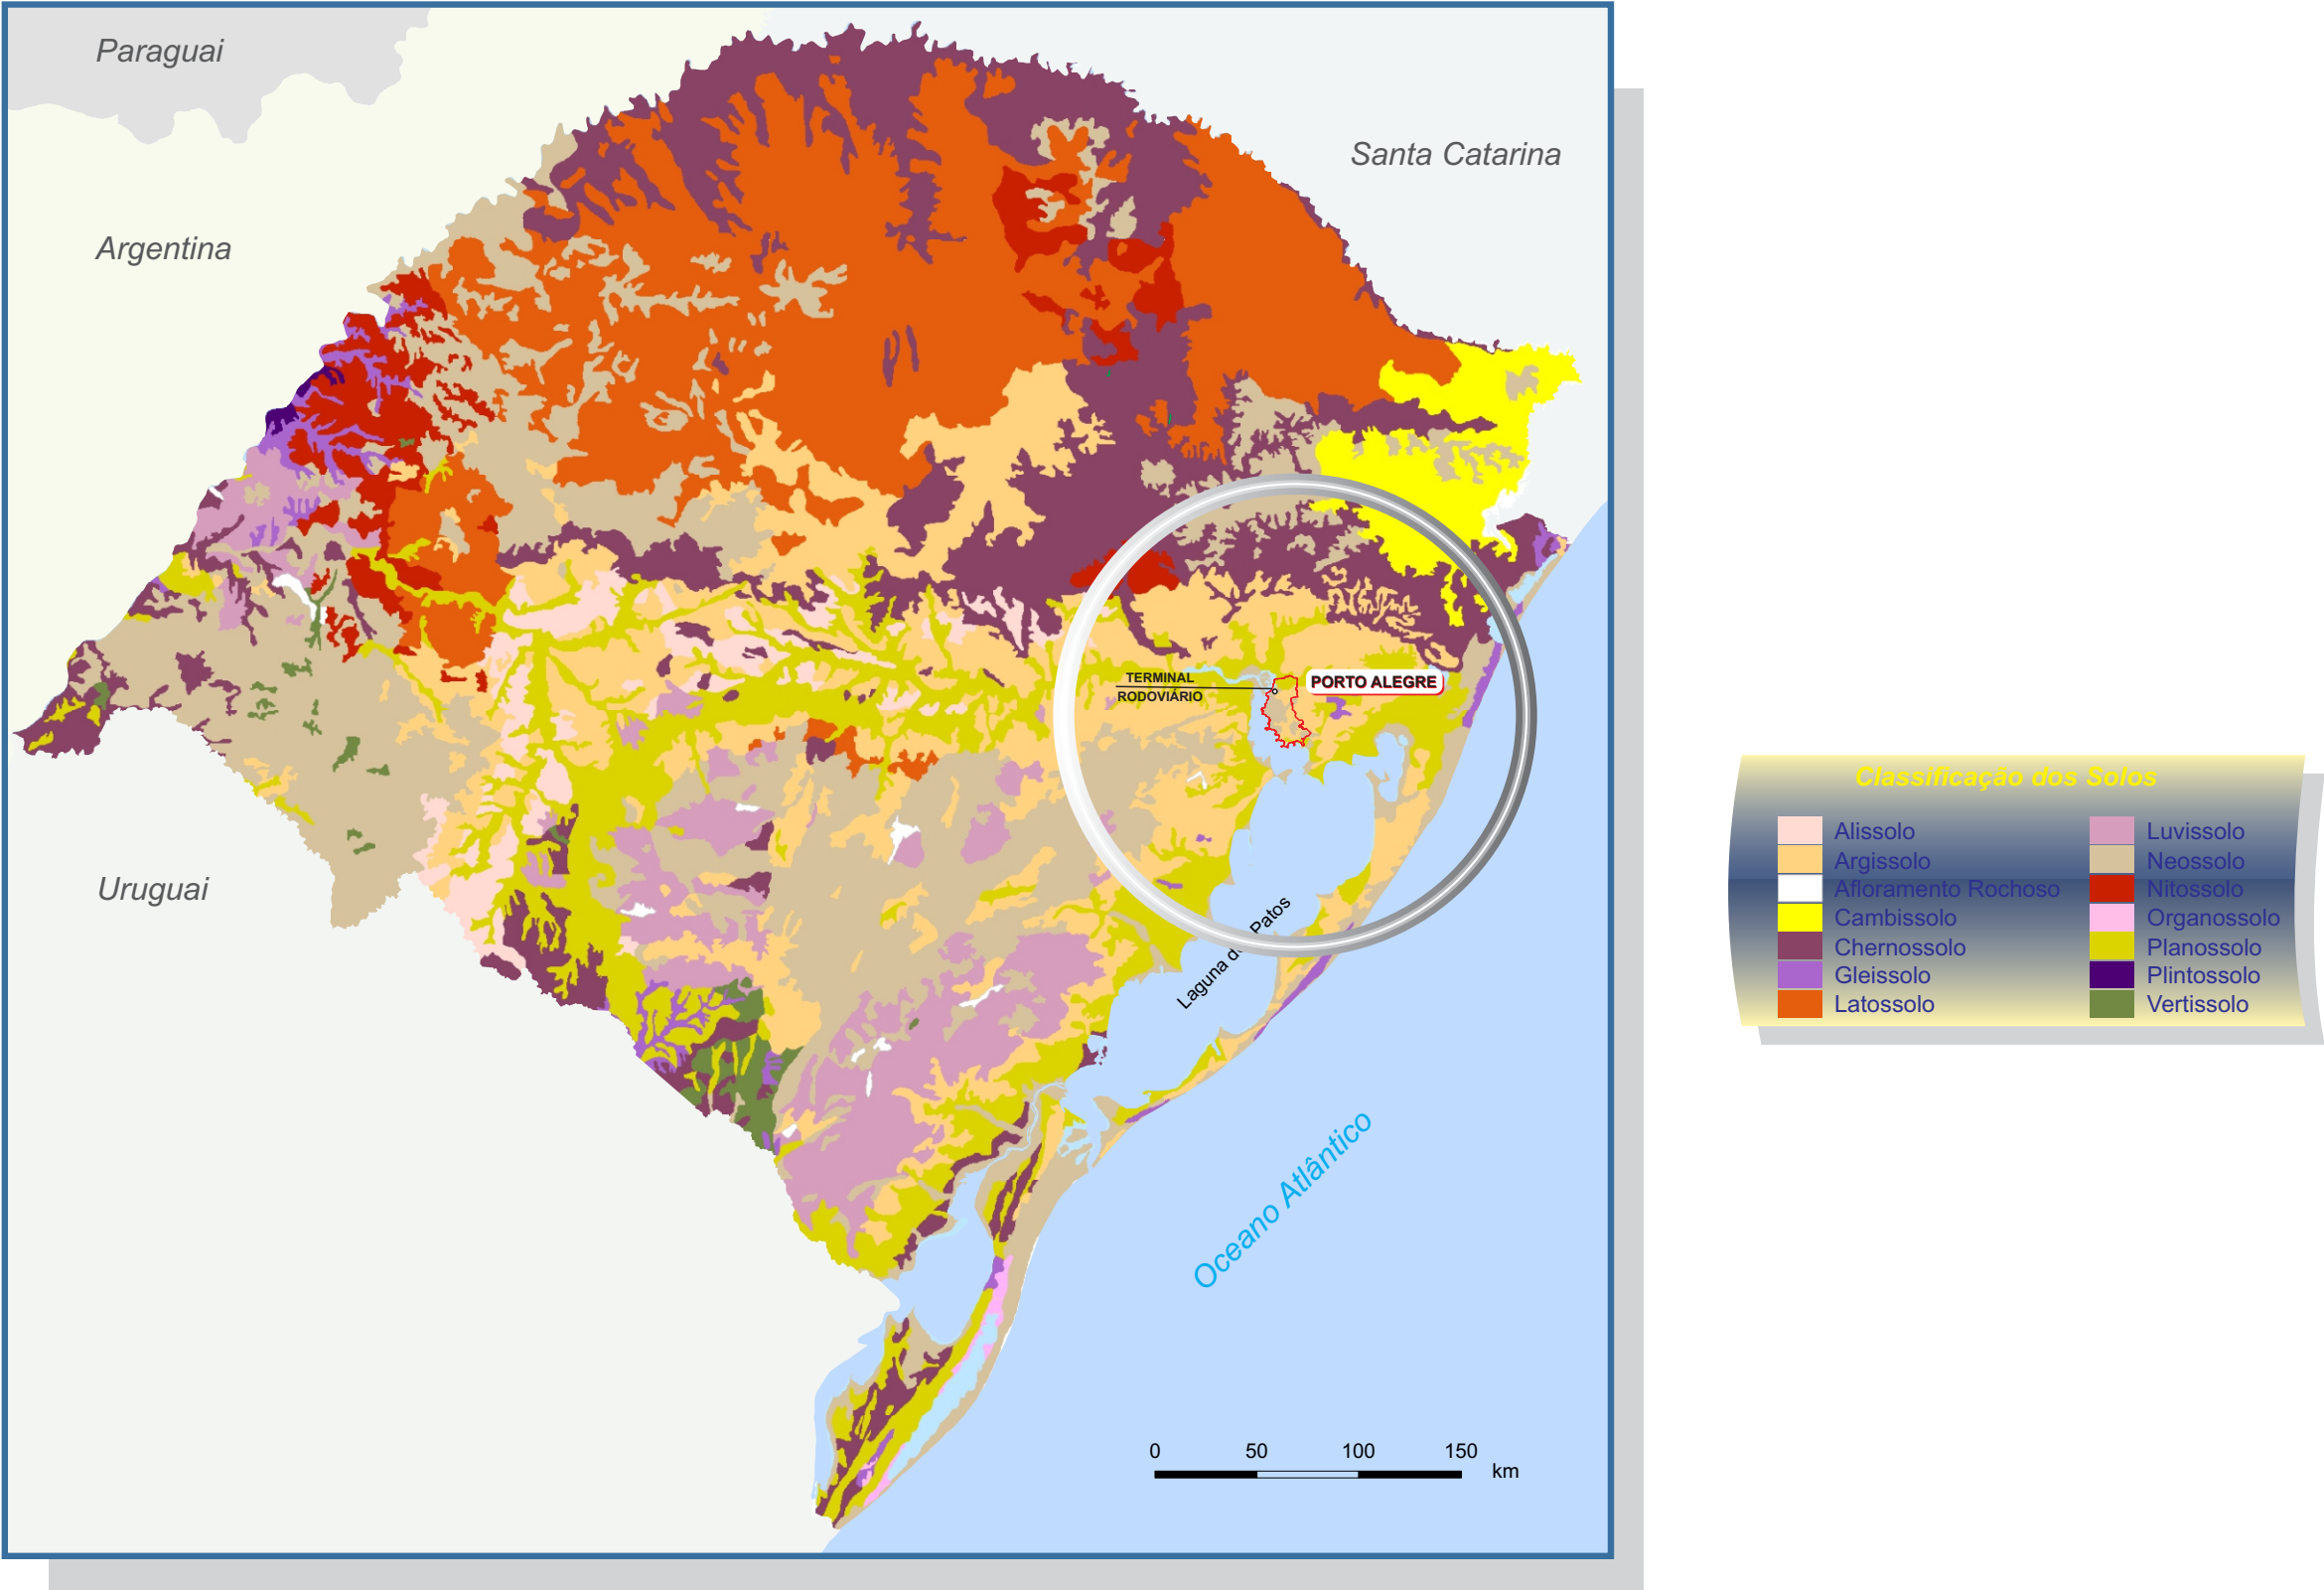 Paraguai
Santa Catarina
Argentina
TERMINAL
RODOVIÁRIO
PORTO ALEGRE
Uruguai
Laguna d
Patos
Oceano Atlântico
0 50 100 150
km
Classificação dos Solos
Alissolo
Argissolo
Afloramento Rochoso
Cambissolo
Chernossolo
Gleissolo
Latossolo
Luvissolo
Neossolo
Nitossolo
Organossolo
Planossolo
Plintossolo
Vertissolo